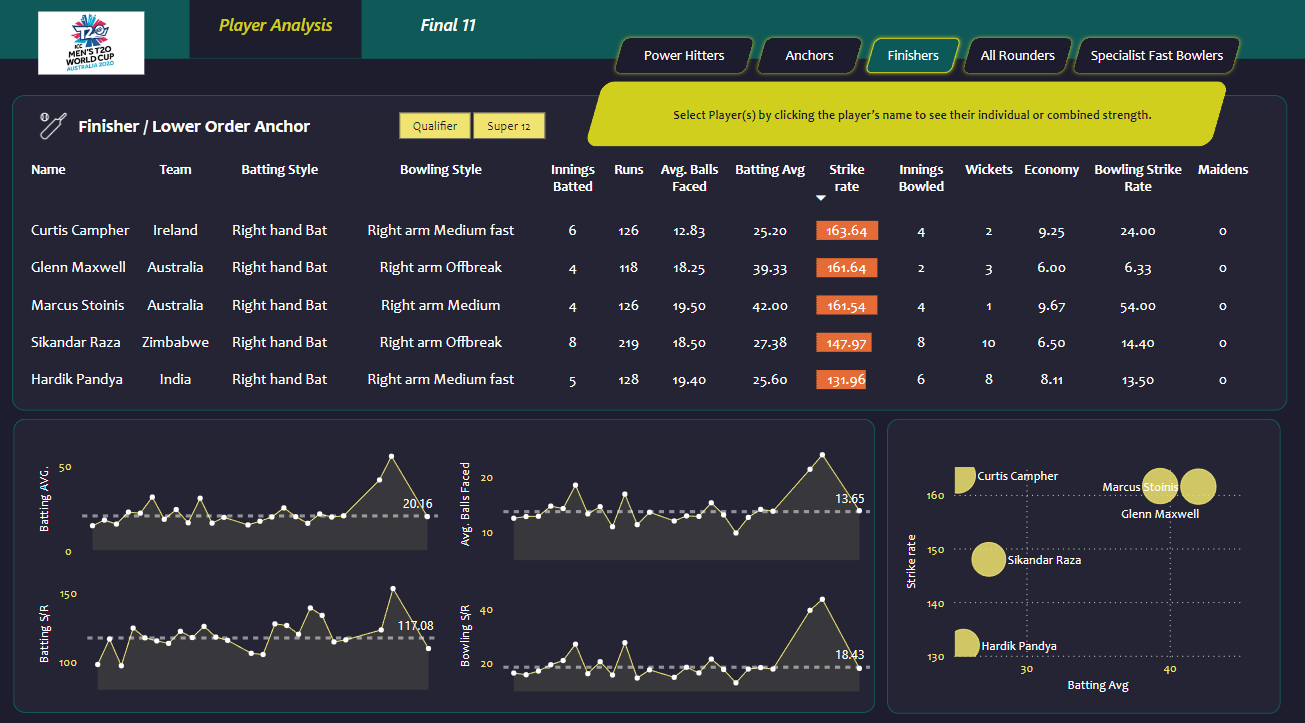 ICC
MEN'S T20
WORLD CUP
AUSTRALIA 2020
Player Analysis
Final 11
Power Hitters
Anchors
Finishers
All Rounders
Specialist Fast Bowlers
Select Player(s) by clicking the player's name to see their individual or combined strength.
Finisher / Lower Order Anchor
Qualifier
Super 12
Name Team Batting Style Bowling Style Innings Batted Runs Avg. Balls Faced Batting Avg Strike rate Innings Bowled Wickets Economy Bowling Strike Rate Maidens
Curtis Campher Ireland Right hand Bat Right arm Medium fast 6 126 12.83 25.20 163.64 4 2 9.25 24.00 0
Glenn Maxwell Australia Right hand Bat Right arm Offbreak 4 118 18.25 39.33 161.64 2 3 6.00 6.33 0
Marcus Stoinis Australia Right hand Bat Right arm Medium 4 126 19.50 42.00 161.54 4 1 9.67 54.00 0
Sikandar Raza Zimbabwe Right hand Bat Right arm Offbreak 8 219 18.50 27.38 147.97 8 10 6.50 14.40 0
Hardik Pandya India Right hand Bat Right arm Medium fast 5 128 19.40 25.60 131.96 6 8 8.11 13.50 0
Batting AVG.
50
0
20.16
Avg. Balls Faced
20
10
13.65
Batting S/R
150
100
117.08
Bowling S/R
40
20
18.43
Strike rate
160
150
140
130
Curtis Campher
Marcus Stoinis
Glenn Maxwell
Sikandar Raza
Hardik Pandya
30
40
Batting Avg